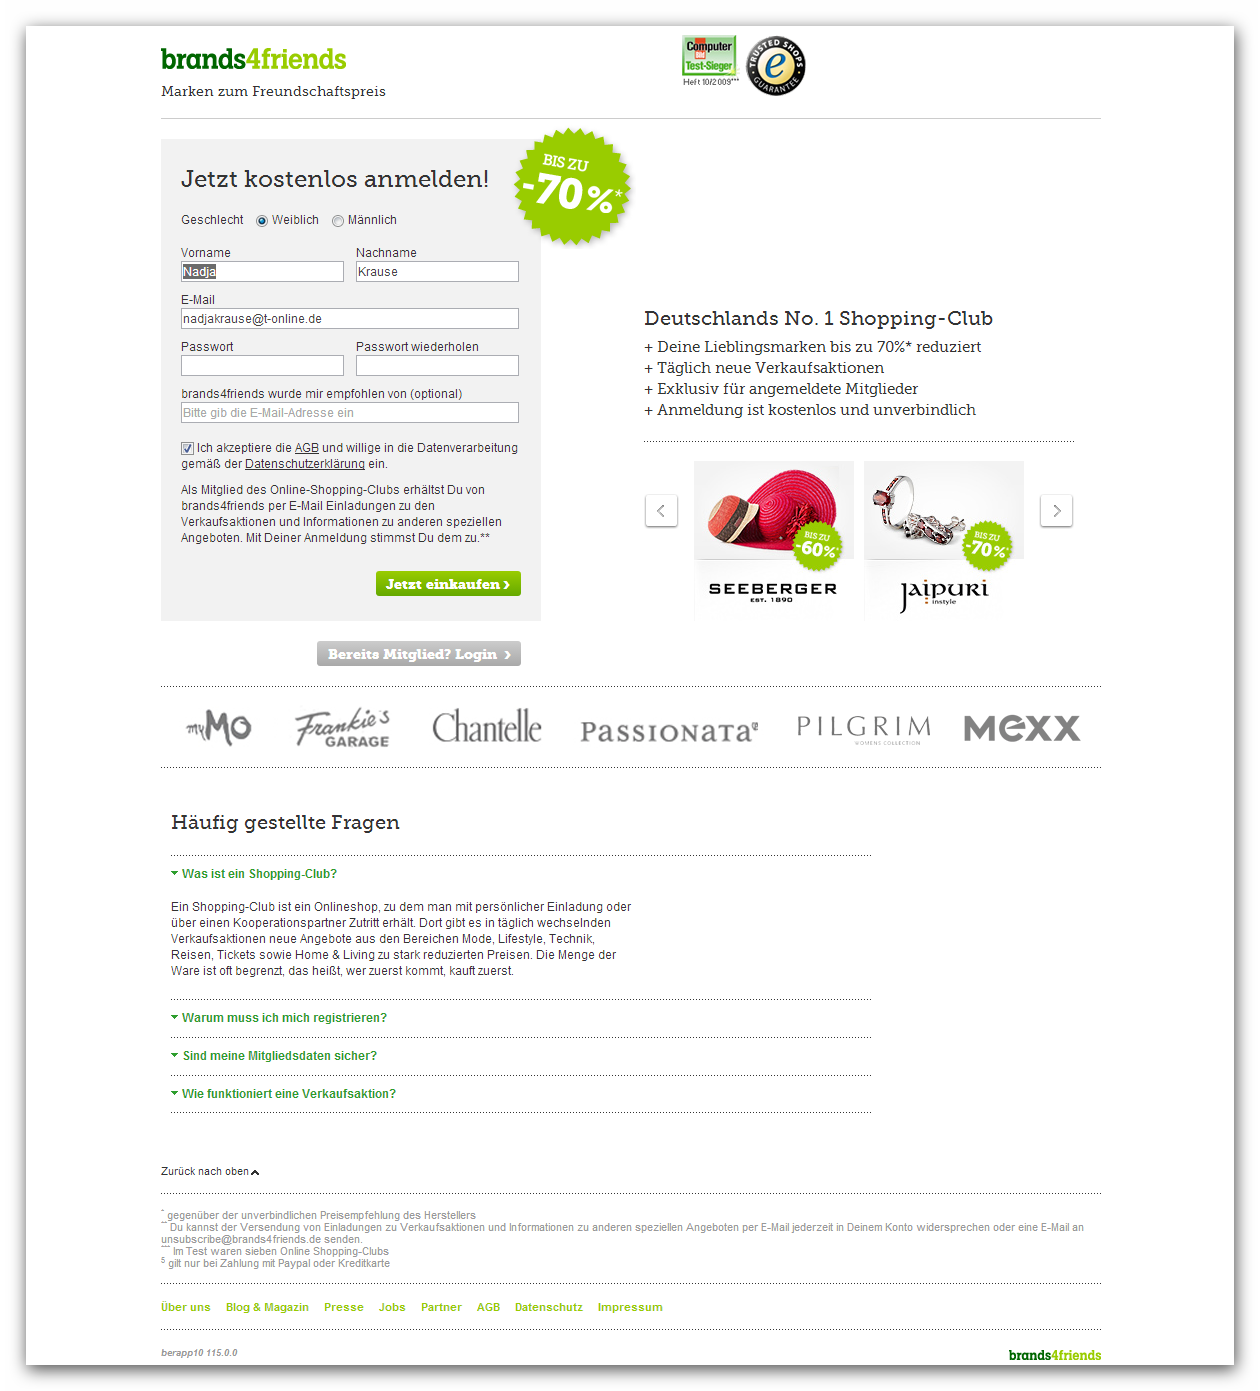 brands4friends
Marken zum Freundschaftspreis
Computer
Bild
Test-Sieger
Heft 10/2009***
TRUSTED SHOPS
e
GUARANTEE
Jetzt kostenlos anmelden!
BIS ZU
-70%*
Geschlecht Weiblich Männlich
Vorname Nachname
Nadja Krause
E-Mail
nadjakrause@t-online.de
Passwort Passwort wiederholen
brands4friends wurde mir empfohlen von (optional)
Bitte gib die E-Mail-Adresse ein
Ich akzeptiere die AGB und willige in die Datenverarbeitung
gemäß der Datenschutzerklärung ein.
Als Mitglied des Online-Shopping-Clubs erhältst Du von
brands4friends per E-Mail Einladungen zu den
Verkaufsaktionen und Informationen zu anderen speziellen
Angeboten. Mit Deiner Anmeldung stimmst Du dem zu.**
Jetzt einkaufen ›
Bereits Mitglied? Login ›
Deutschlands No. 1 Shopping-Club
+ Deine Lieblingsmarken bis zu 70%* reduziert
+ Täglich neue Verkaufsaktionen
+ Exklusiv für angemeldete Mitglieder
+ Anmeldung ist kostenlos und unverbindlich
BIS ZU
-60%*
SEEBERGER
EST. 1890
BIS ZU
-70%*
Jaipuri
instyle
myMO Frankie's GARAGE Chantelle PASSIONATA PILGRIM WOMENS COLLECTION MEXX
Häufig gestellte Fragen
Was ist ein Shopping-Club?
Ein Shopping-Club ist ein Onlineshop, zu dem man mit persönlicher Einladung oder
über einen Kooperationspartner Zutritt erhält. Dort gibt es in täglich wechselnden
Verkaufsaktionen neue Angebote aus den Bereichen Mode, Lifestyle, Technik,
Reisen, Tickets sowie Home & Living zu stark reduzierten Preisen. Die Menge der
Ware ist oft begrenzt, das heißt, wer zuerst kommt, kauft zuerst.
Warum muss ich mich registrieren?
Sind meine Mitgliedsdaten sicher?
Wie funktioniert eine Verkaufsaktion?
Zurück nach oben
* gegenüber der unverbindlichen Preisempfehlung des Herstellers
** Du kannst der Versendung von Einladungen zu Verkaufsaktionen und Informationen zu anderen speziellen Angeboten per E-Mail jederzeit in Deinem Konto widersprechen oder eine E-Mail an
unsubscribe@brands4friends.de senden.
*** Im Test waren sieben Online Shopping-Clubs
5 gilt nur bei Zahlung mit Paypal oder Kreditkarte
Über uns Blog & Magazin Presse Jobs Partner AGB Datenschutz Impressum
berapp10 115.0.0
brands4friends